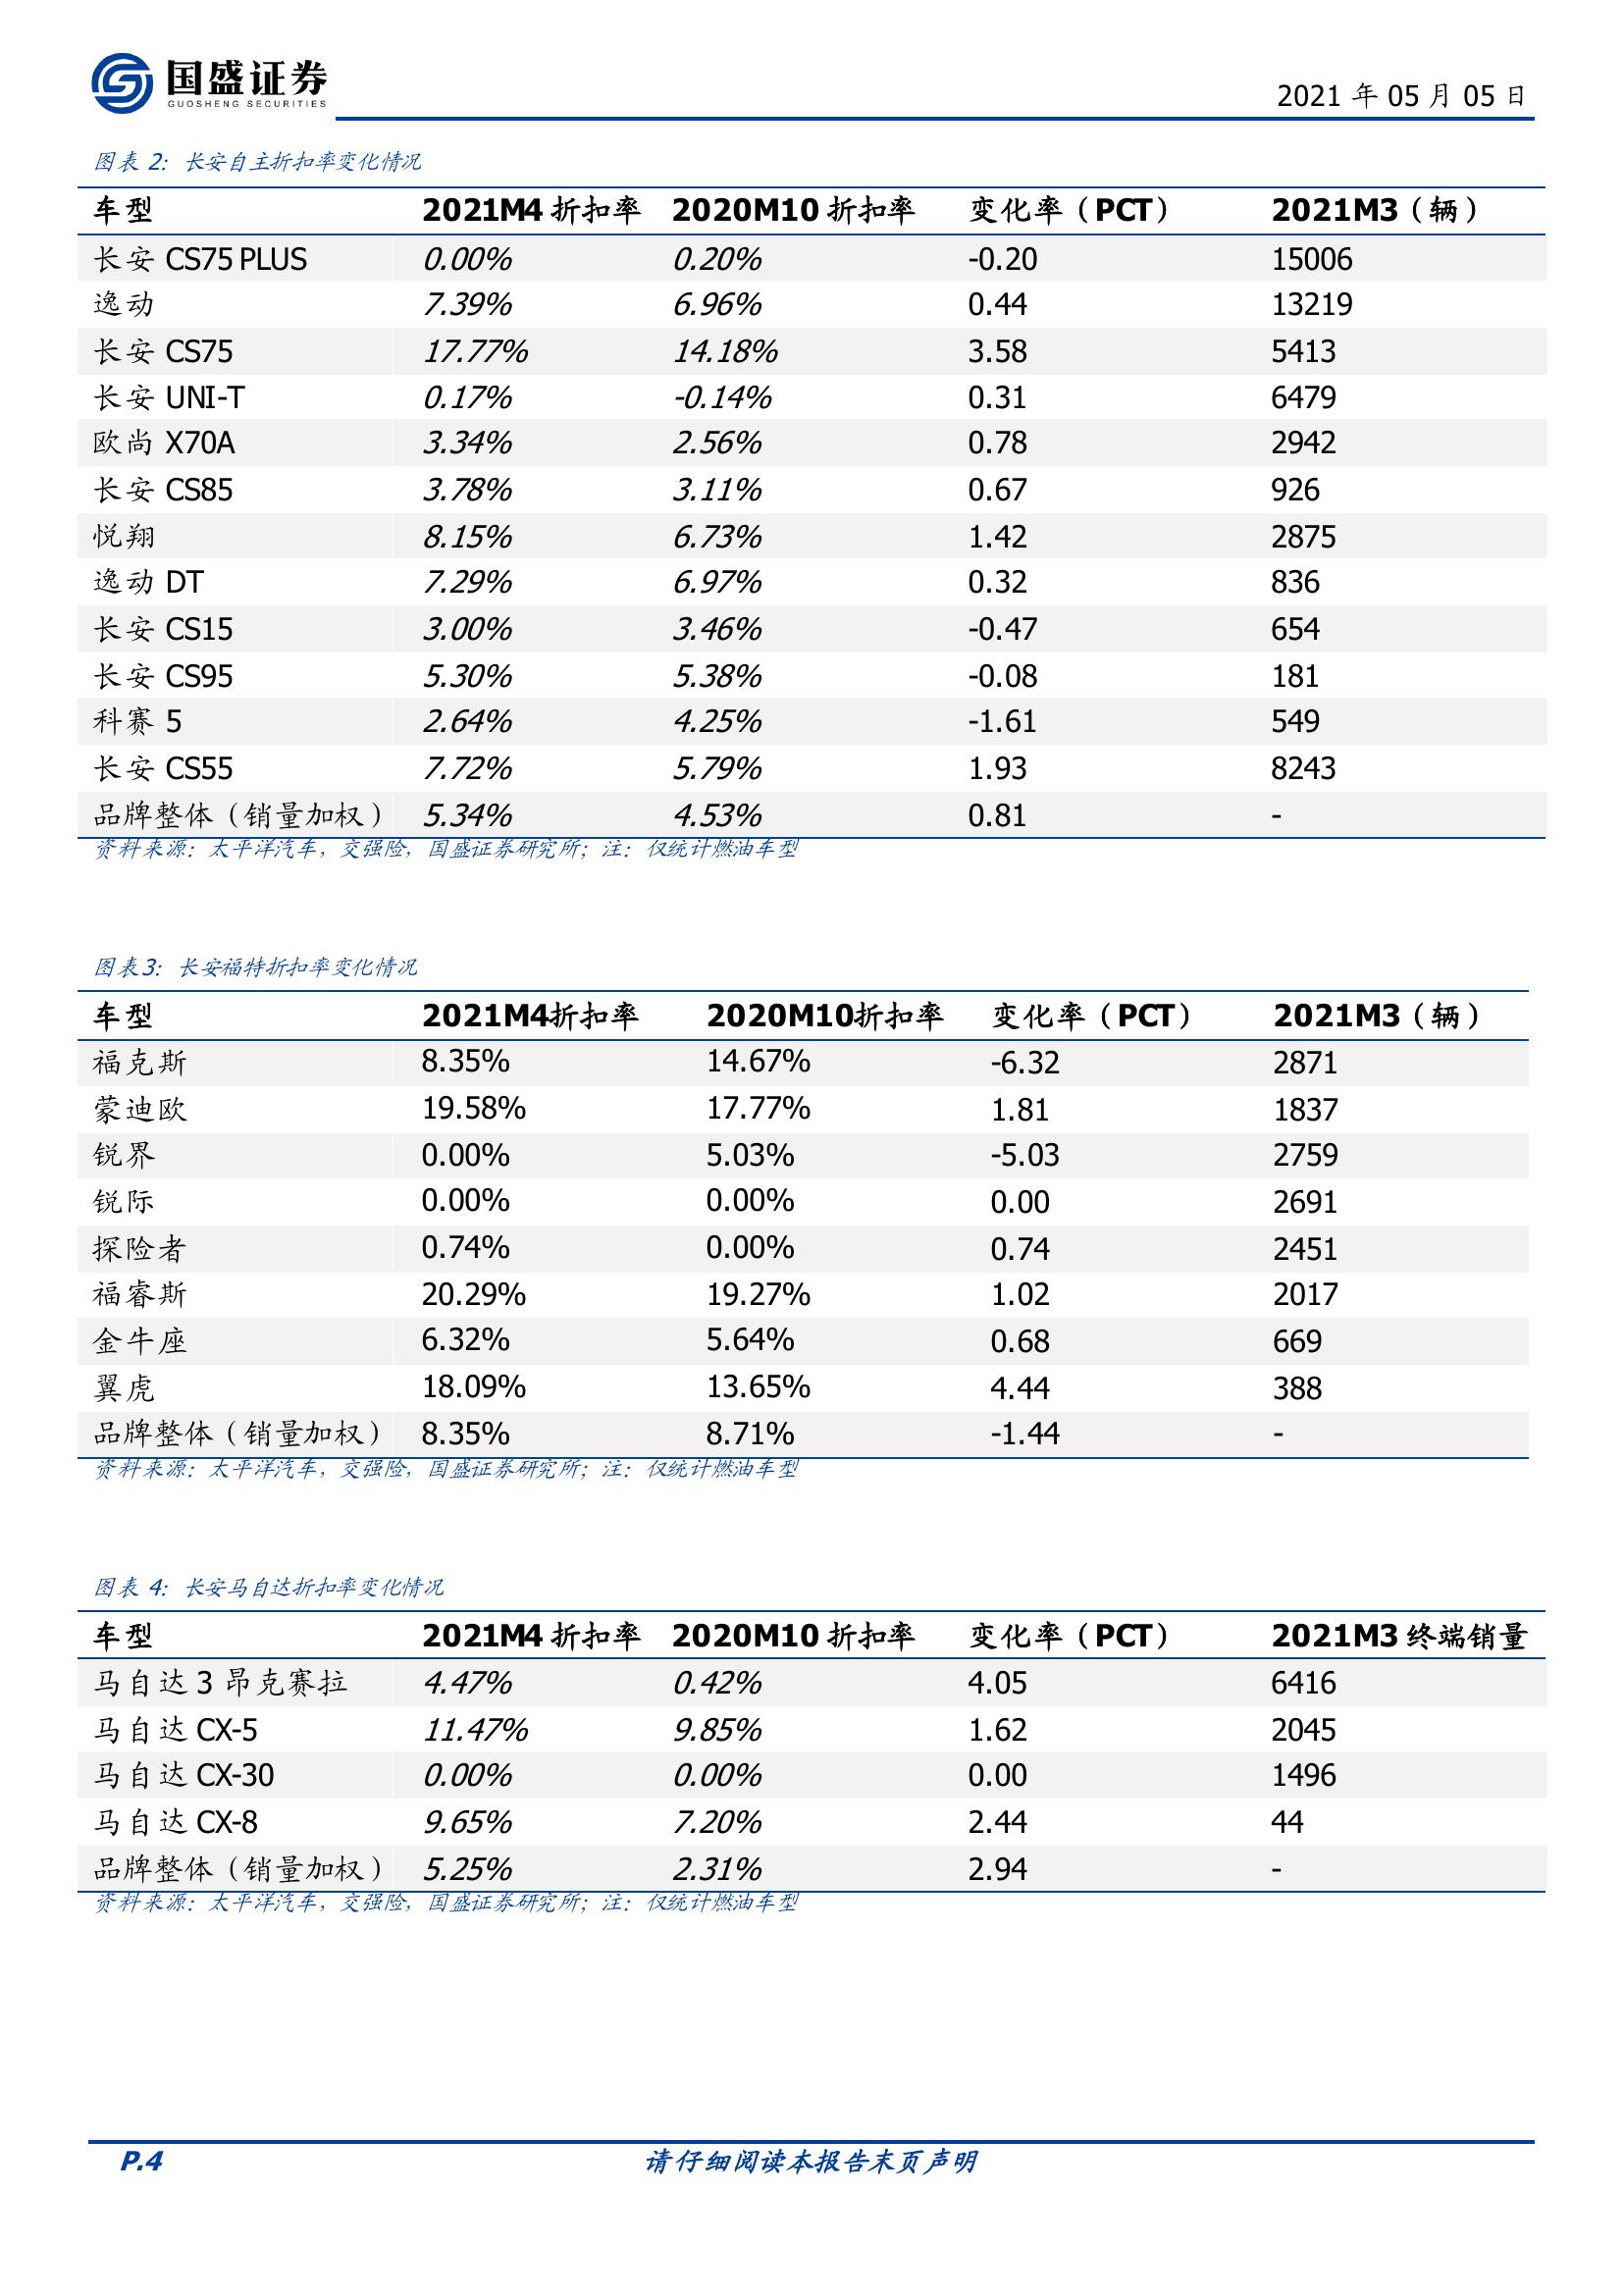 国盛证券
GUOSHENG SECURITIES
2021 年 05 月 05 日
图表 2: 长安自主折扣率变化情况
车型 2021M4 折扣率 2020M10 折扣率 变化率（PCT） 2021M3（辆）
长安 CS75 PLUS 0.00% 0.20% -0.20 15006
逸动 7.39% 6.96% 0.44 13219
长安 CS75 17.77% 14.18% 3.58 5413
长安 UNI-T 0.17% -0.14% 0.31 6479
欧尚 X70A 3.34% 2.56% 0.78 2942
长安 CS85 3.78% 3.11% 0.67 926
悦翔 8.15% 6.73% 1.42 2875
逸动 DT 7.29% 6.97% 0.32 836
长安 CS15 3.00% 3.46% -0.47 654
长安 CS95 5.30% 5.38% -0.08 181
科赛 5 2.64% 4.25% -1.61 549
长安 CS55 7.72% 5.79% 1.93 8243
品牌整体（销量加权） 5.34% 4.53% 0.81 -
资料来源：太平洋汽车，交强险，国盛证券研究所；注：仅统计燃油车型
图表3: 长安福特折扣率变化情况
车型 2021M4折扣率 2020M10折扣率 变化率（PCT） 2021M3（辆）
福克斯 8.35% 14.67% -6.32 2871
蒙迪欧 19.58% 17.77% 1.81 1837
锐界 0.00% 5.03% -5.03 2759
锐际 0.00% 0.00% 0.00 2691
探险者 0.74% 0.00% 0.74 2451
福睿斯 20.29% 19.27% 1.02 2017
金牛座 6.32% 5.64% 0.68 669
翼虎 18.09% 13.65% 4.44 388
品牌整体（销量加权） 8.35% 8.71% -1.44 -
资料来源：太平洋汽车，交强险，国盛证券研究所；注：仅统计燃油车型
图表 4: 长安马自达折扣率变化情况
车型 2021M4 折扣率 2020M10 折扣率 变化率（PCT） 2021M3 终端销量
马自达 3 昂克赛拉 4.47% 0.42% 4.05 6416
马自达 CX-5 11.47% 9.85% 1.62 2045
马自达 CX-30 0.00% 0.00% 0.00 1496
马自达 CX-8 9.65% 7.20% 2.44 44
品牌整体（销量加权） 5.25% 2.31% 2.94 -
资料来源：太平洋汽车，交强险，国盛证券研究所；注：仅统计燃油车型
P.4 请仔细阅读本报告末页声明